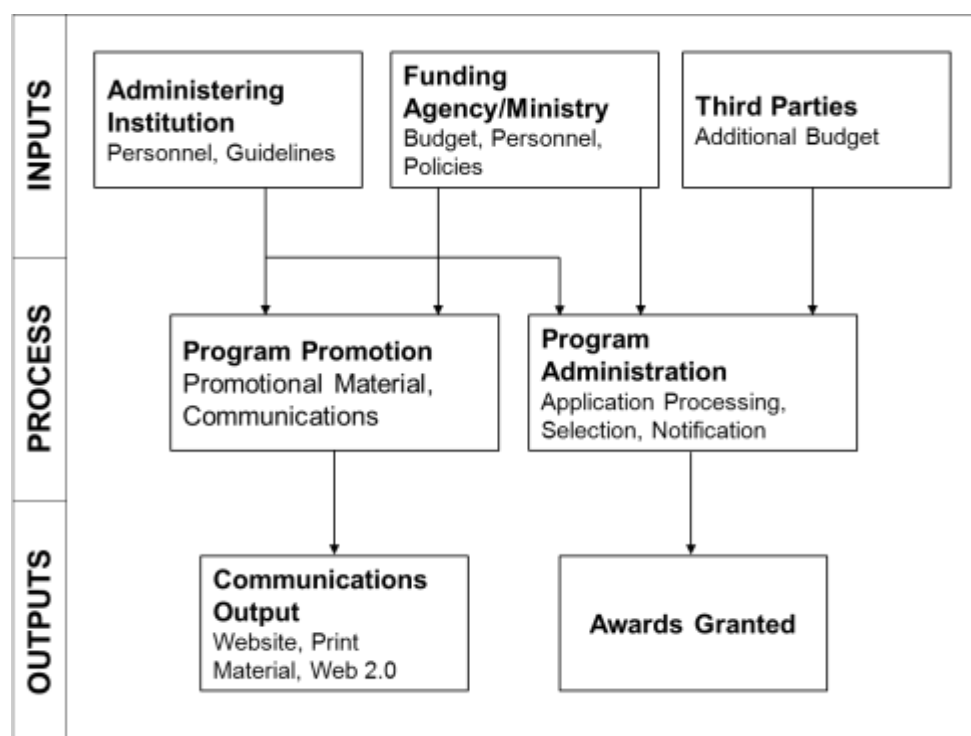 INPUTS
Administering
Institution
Personnel, Guidelines
Funding
Agency/Ministry
Budget, Personnel,
Policies
Third Parties
Additional Budget
PROCESS
Program Promotion
Promotional Material,
Communications
Program
Administration
Application Processing,
Selection, Notification
OUTPUTS
Communications
Output
Website, Print
Material, Web 2.0
Awards Granted